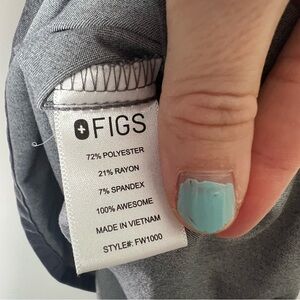 FIGS
72% POLYESTER
21% RAYON
7% SPANDEX
100% AWESOME
MADE IN VIETNAM
STYLE#: FW1000